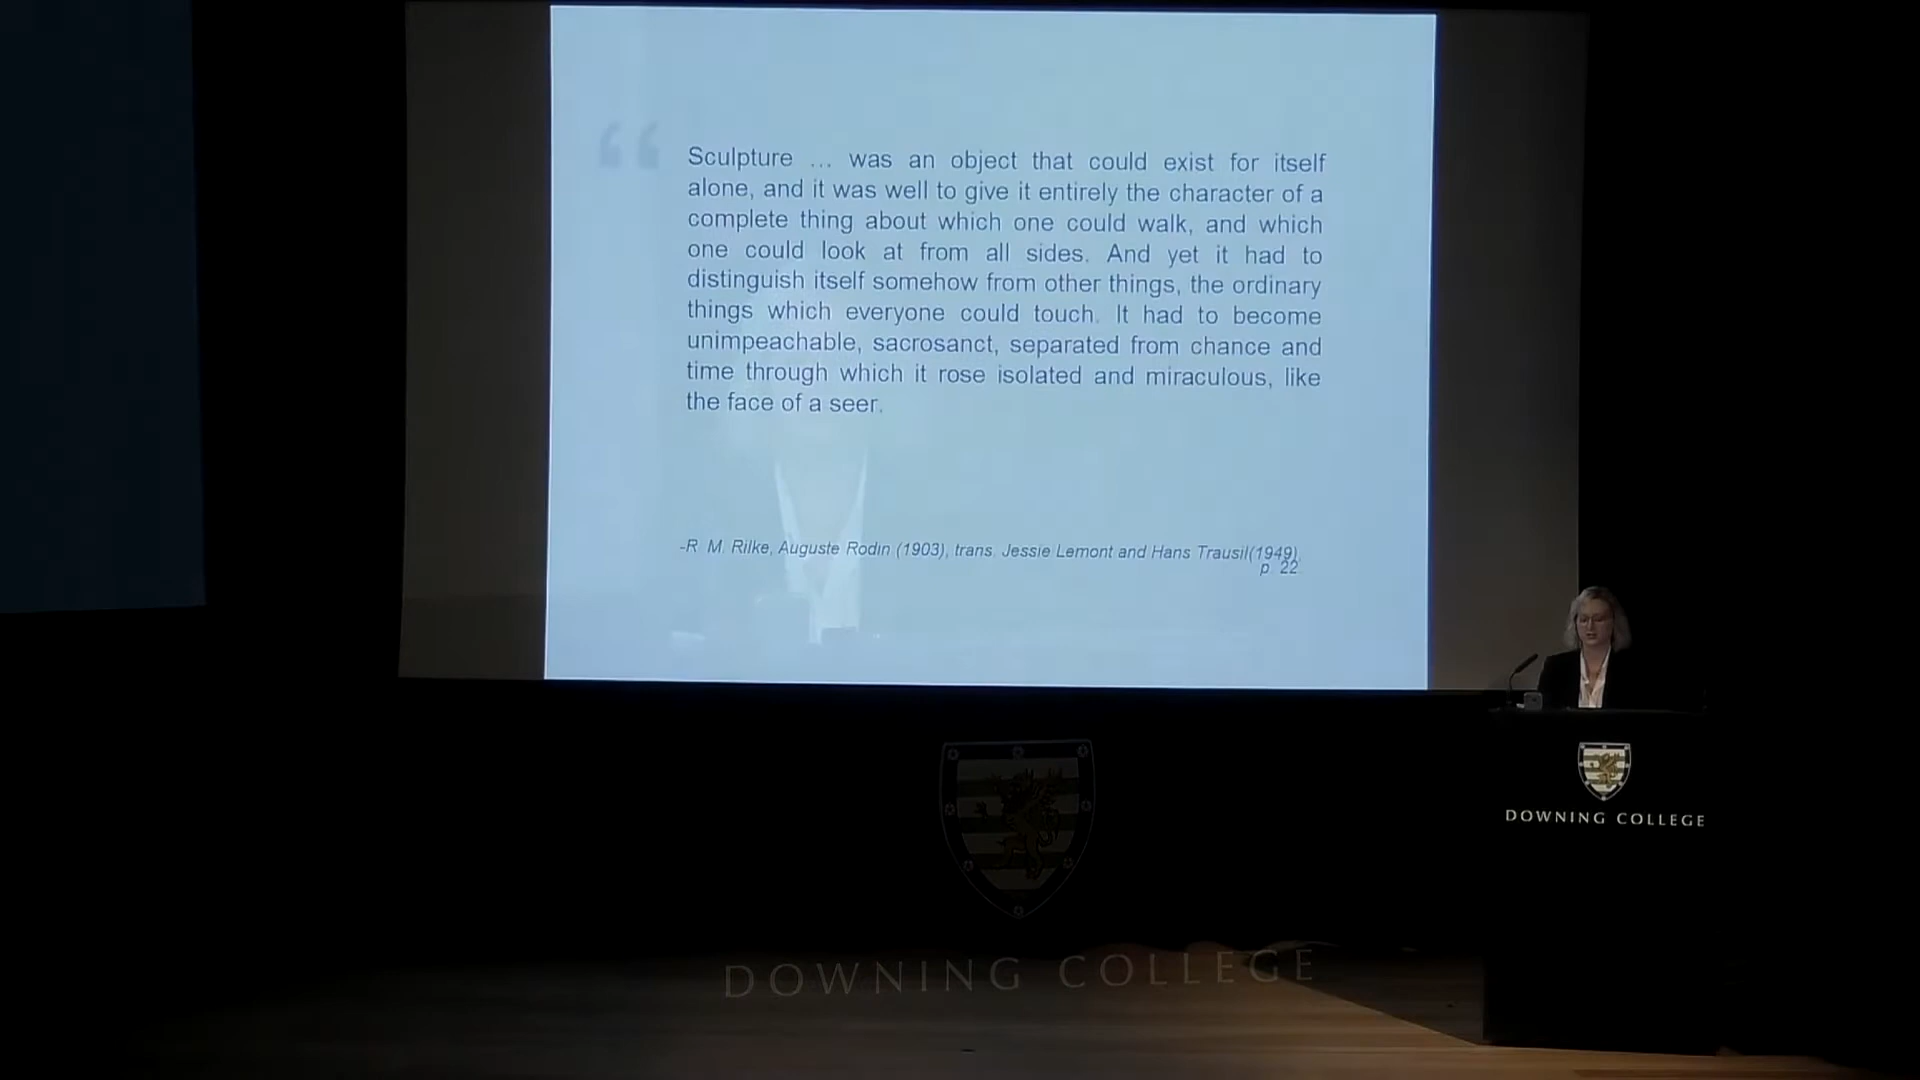 “
Sculpture ... was an object that could exist for itself
alone, and it was well to give it entirely the character of a
complete thing about which one could walk, and which
one could look at from all sides. And yet it had to
distinguish itself somehow from other things, the ordinary
things which everyone could touch. It had to become
unimpeachable, sacrosanct, separated from chance and
time through which it rose isolated and miraculous, like
the face of a seer.
-R. M. Rilke, Auguste Rodin (1903), trans. Jessie Lemont and Hans Trausil(1949),
p. 22
DOWNING COLLEGE
DOWNING COLLEGE